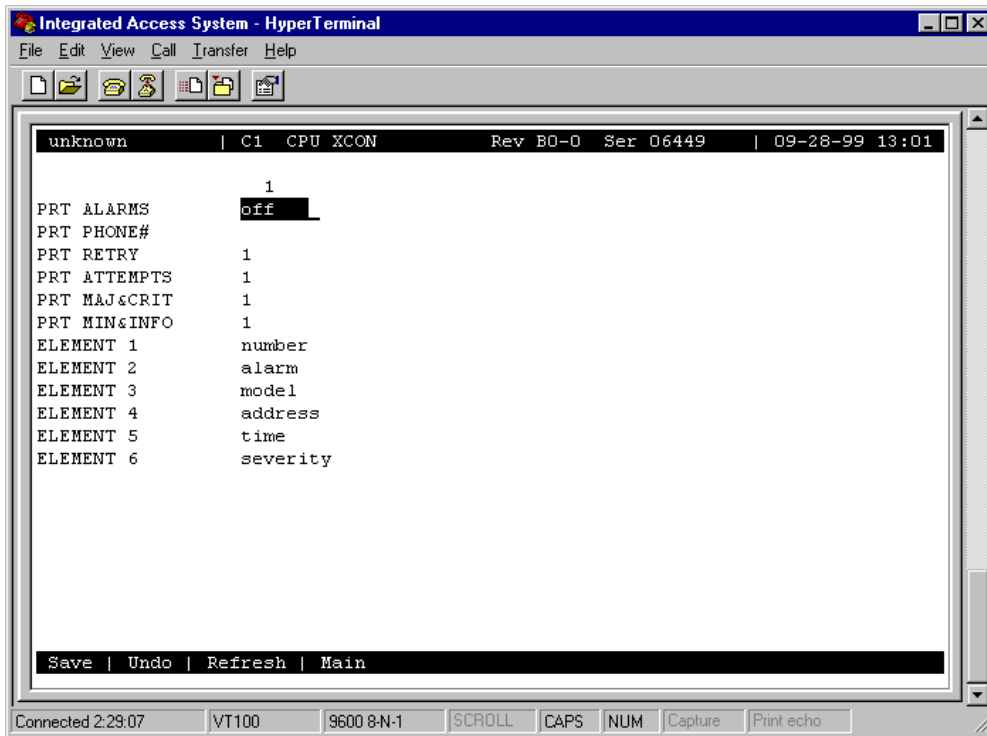 Integrated Access System - HyperTerminal
File Edit View Call Transfer Help
unknown | C1 CPU XCON Rev B0-0 Ser 06449 | 09-28-99 13:01
1
PRT ALARMS off
PRT PHONE#
PRT RETRY 1
PRT ATTEMPTS 1
PRT MAJ&CRIT 1
PRT MIN&INFO 1
ELEMENT 1 number
ELEMENT 2 alarm
ELEMENT 3 model
ELEMENT 4 address
ELEMENT 5 time
ELEMENT 6 severity
Save | Undo | Refresh | Main
Connected 2:29:07 VT100 9600 8-N-1 SCROLL CAPS NUM Capture Print echo